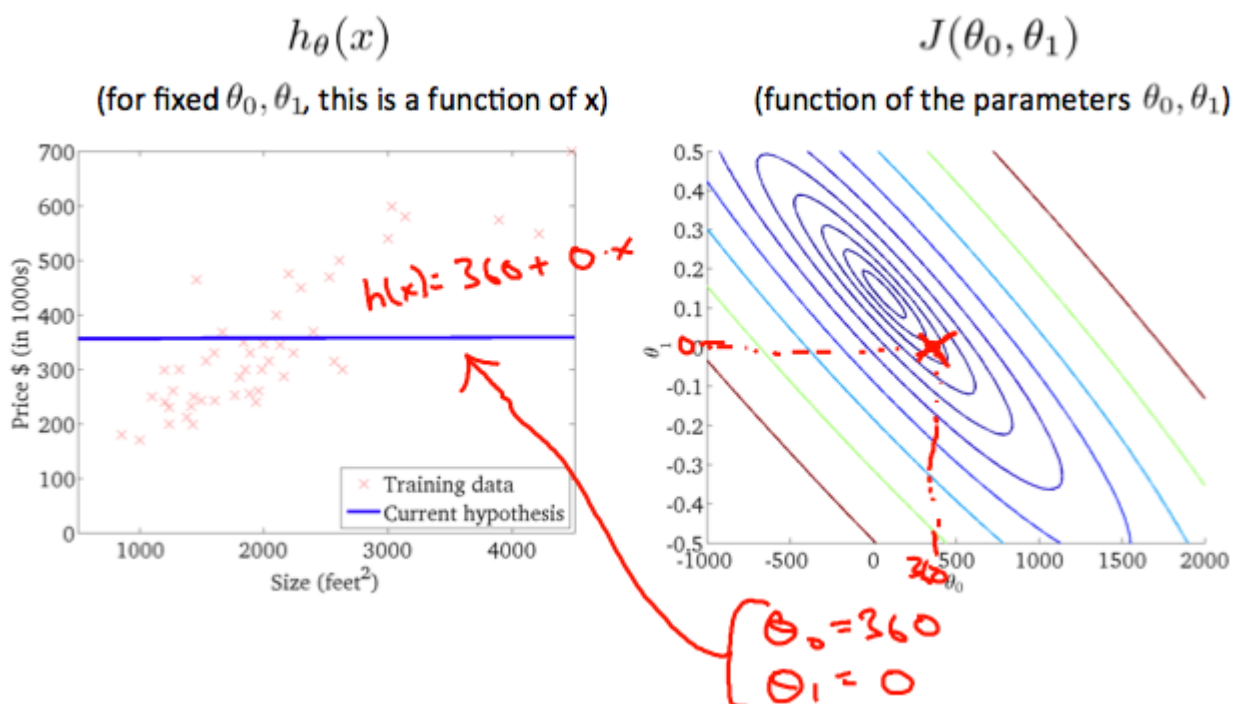 h_θ(x)
(for fixed θ₀, θ₁, this is a function of x)
700
600
500
400
300
200
100
0
Price $ (in 1000s)
1000 2000 3000 4000
Size (feet²)
Training data
Current hypothesis
h(x) = 360 + 0·x
J(θ₀, θ₁)
(function of the parameters θ₀, θ₁)
0.5
0.4
0.3
0.2
0.1
0
-0.1
-0.2
-0.3
-0.4
-0.5
θ₁
0
-1000 -500 0 500 1000 1500 2000
360
θ₀
θ₀ = 360
θ₁ = 0